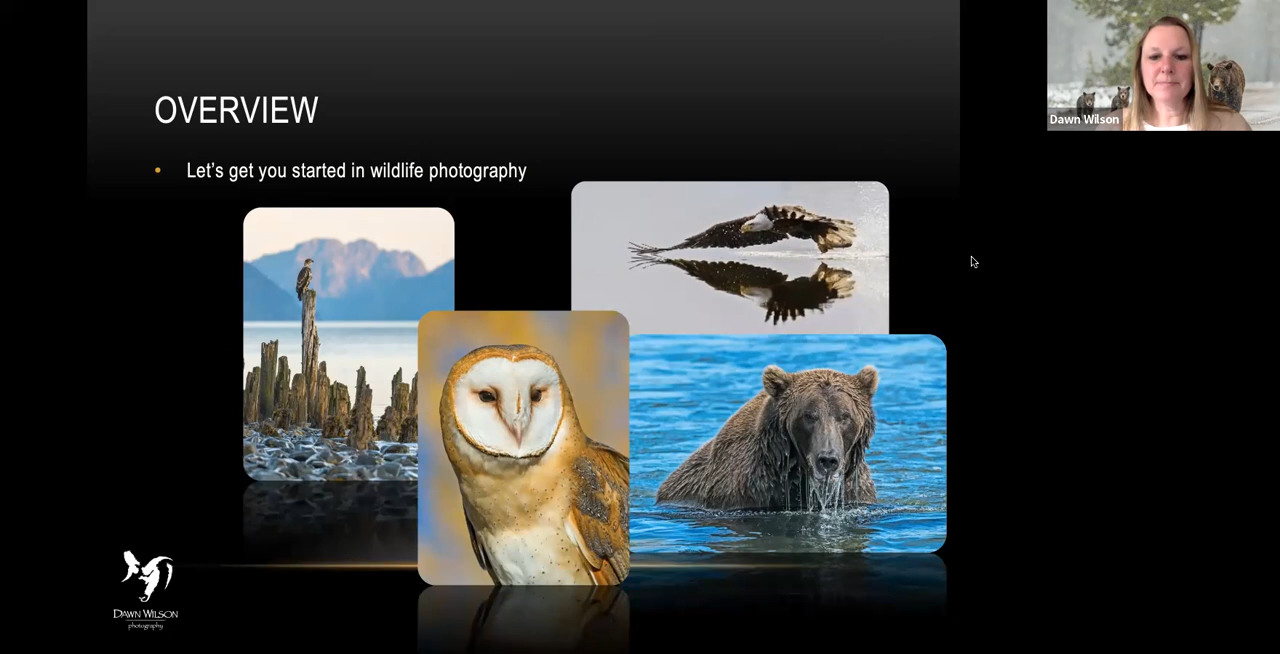 OVERVIEW
• Let's get you started in wildlife photography
Dawn Wilson
DAWN WILSON
photography